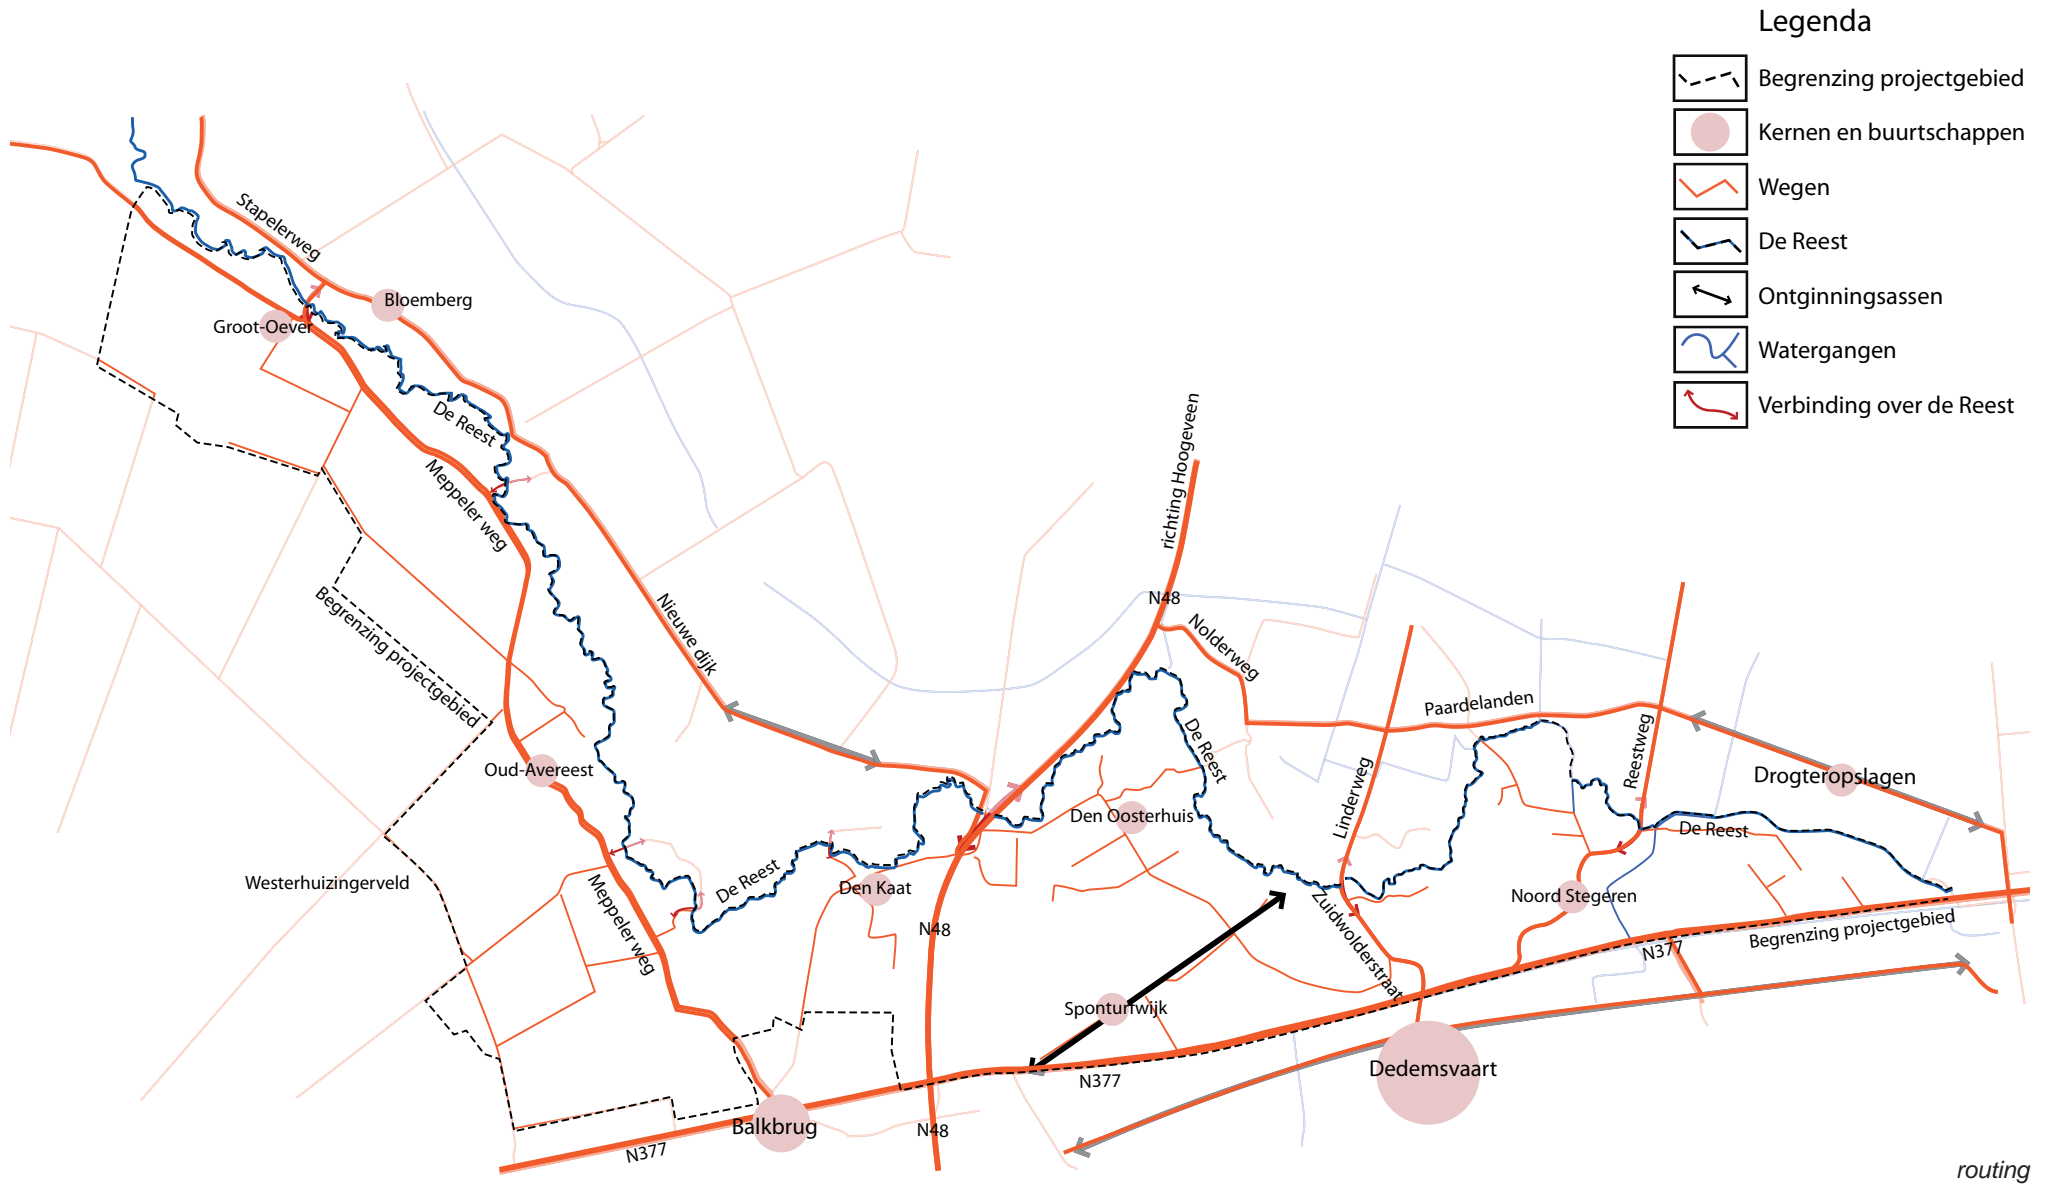 Legenda
Begrenzing projectgebied
Kernen en buurtschappen
Wegen
De Reest
Ontginningsassen
Watergangen
Verbinding over de Reest
Stapelerweg
Bloemberg
Groot-Oever
De Reest
Meppeler weg
richting Hoogeveen
N48
Nolderweg
Nieuwe dijk
Begrenzing projectgebied
Paardelanden
De Reest
Reestweg
Oud-Avereest
Drogteropslagen
Linderweg
Den Oosterhuis
De Reest
De Reest
Den Kaat
Westerhuizingerveld
Meppeler weg
Noord Stegeren
Zuidwolderstraat
N48
N377
Begrenzing projectgebied
Sponturfwijk
Dedemsvaart
N377
Balkbrug
N48
N377
routing